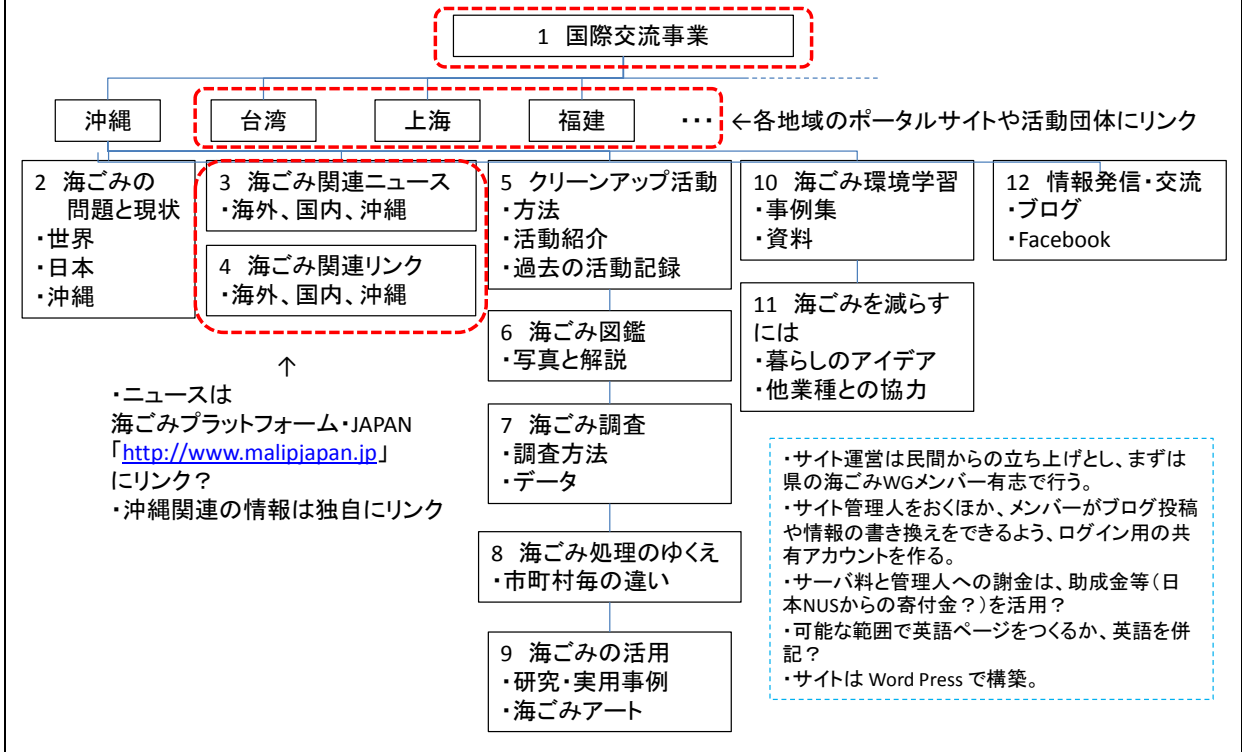 1 国際交流事業
沖縄
台湾
上海
福建
・・・ ←各地域のポータルサイトや活動団体にリンク
2 海ごみの
問題と現状
・世界
・日本
・沖縄
3 海ごみ関連ニュース
・海外、国内、沖縄
4 海ごみ関連リンク
・海外、国内、沖縄
↑
・ニュースは
海ごみプラットフォーム・JAPAN
「http://www.malipjapan.jp」
にリンク?
・沖縄関連の情報は独自にリンク
5 クリーンアップ活動
・方法
・活動紹介
・過去の活動記録
6 海ごみ図鑑
・写真と解説
7 海ごみ調査
・調査方法
・データ
8 海ごみ処理のゆくえ
・市町村毎の違い
9 海ごみの活用
・研究・実用事例
・海ごみアート
10 海ごみ環境学習
・事例集
・資料
11 海ごみを減らす
には
・暮らしのアイデア
・他業種との協力
12 情報発信・交流
・ブログ
・Facebook
・サイト運営は民間からの立ち上げとし、まずは
県の海ごみWGメンバー有志で行う。
・サイト管理人をおくほか、メンバーがブログ投稿
や情報の書き換えをできるよう、ログイン用の共
有アカウントを作る。
・サーバ料と管理人への謝金は、助成金等(日
本NUSからの寄付金?)を活用?
・可能な範囲で英語ページをつくるか、英語を併
記?
・サイトは Word Press で構築。